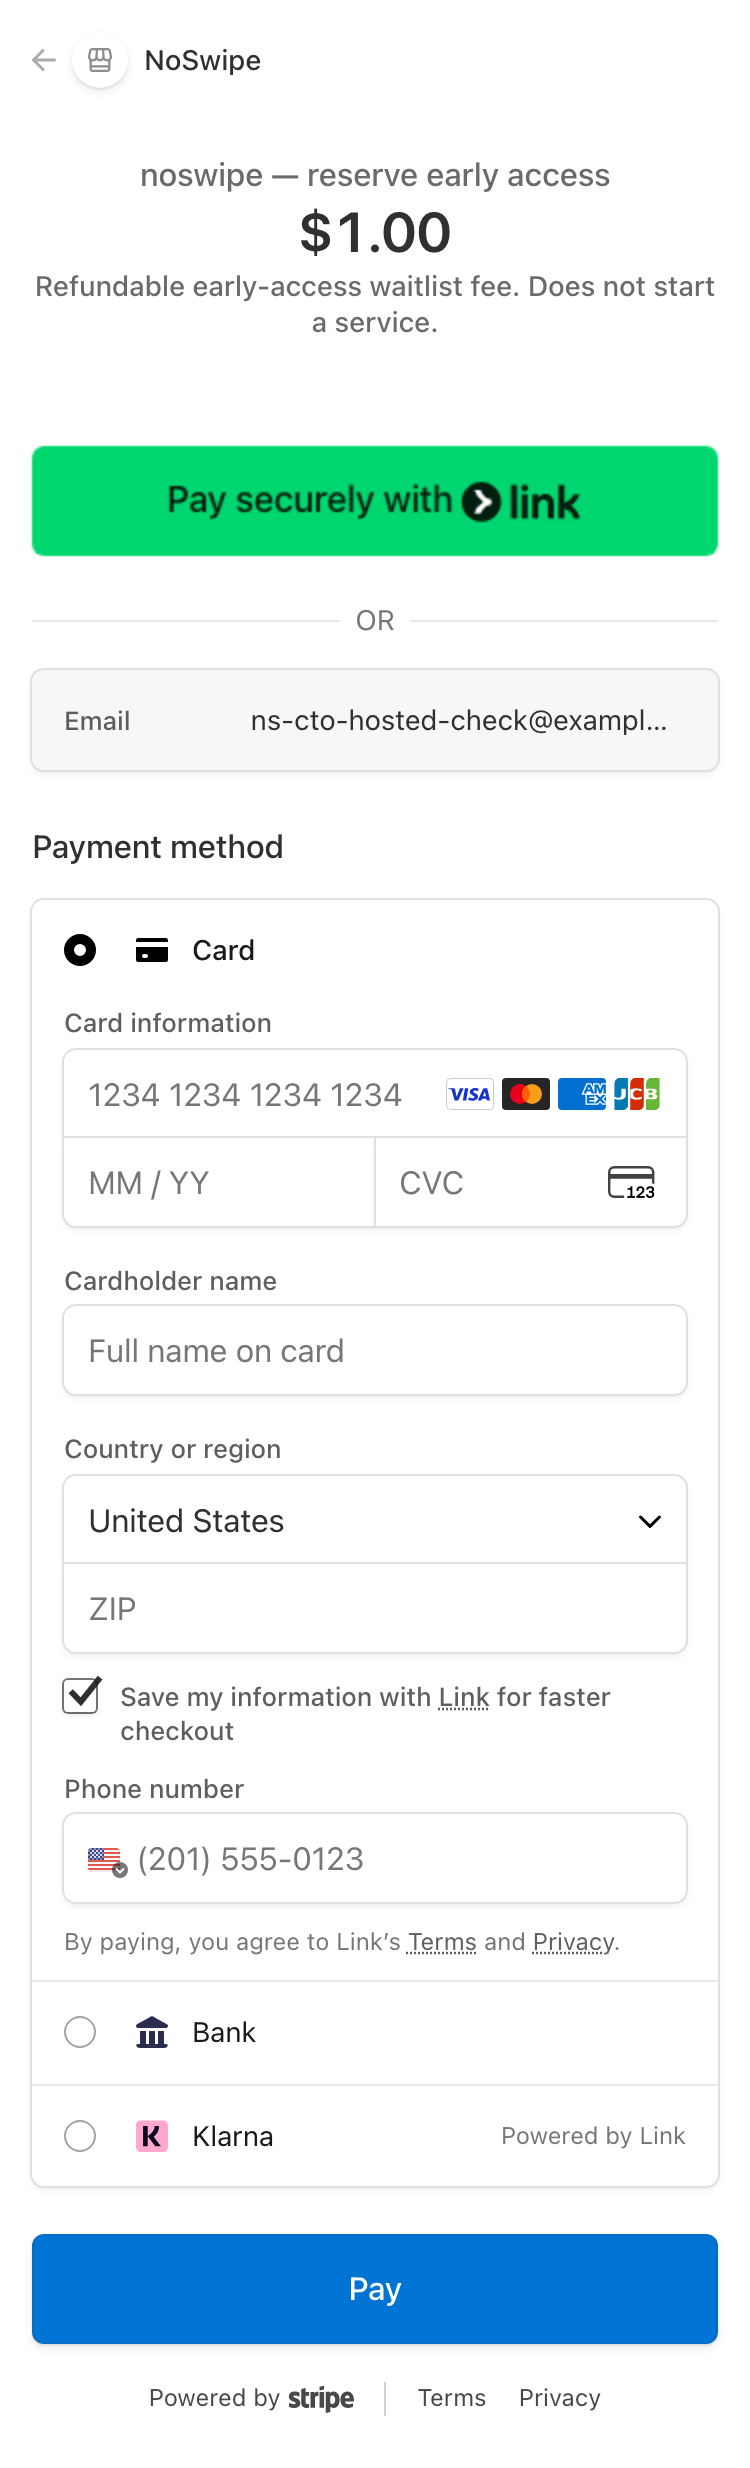 NoSwipe
noswipe — reserve early access
$1.00
Refundable early-access waitlist fee. Does not start
a service.
Pay securely with link
OR
Email ns-cto-hosted-check@exampl...
Payment method
Card
Card information
1234 1234 1234 1234 VISA AM EX JCB
MM / YY CVC 123
Cardholder name
Full name on card
Country or region
United States
ZIP
Save my information with Link for faster
checkout
Phone number
(201) 555-0123
By paying, you agree to Link’s Terms and Privacy.
Bank
K Klarna Powered by Link
Pay
Powered by stripe Terms Privacy